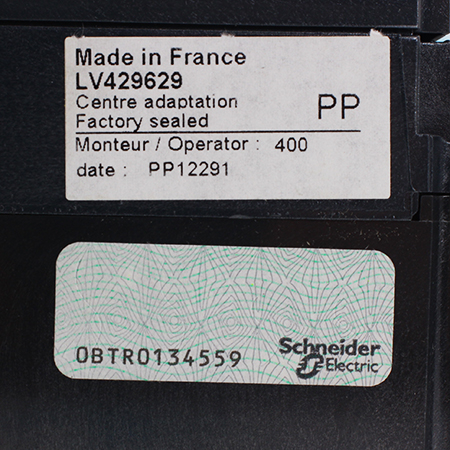 Made in France
LV429629
Centre adaptation
Factory sealed
PP
Monteur / Operator : 400
date : PP12291
0BTR0134559
Schneider
Electric